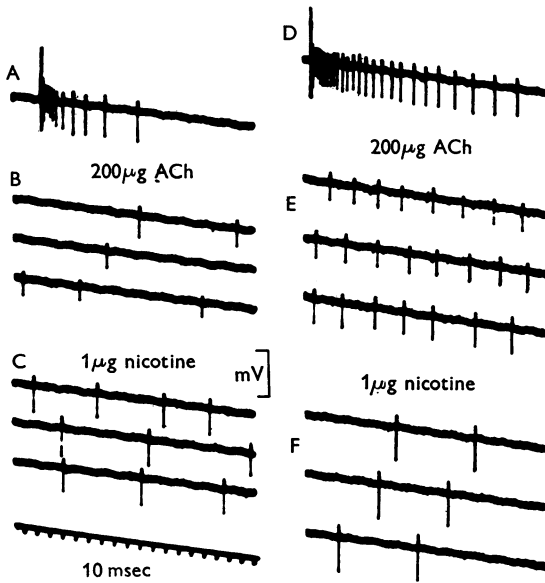 A
200μg ACh
B
C
1μg nicotine
mV
10 msec
D
200μg ACh
E
1μg nicotine
F